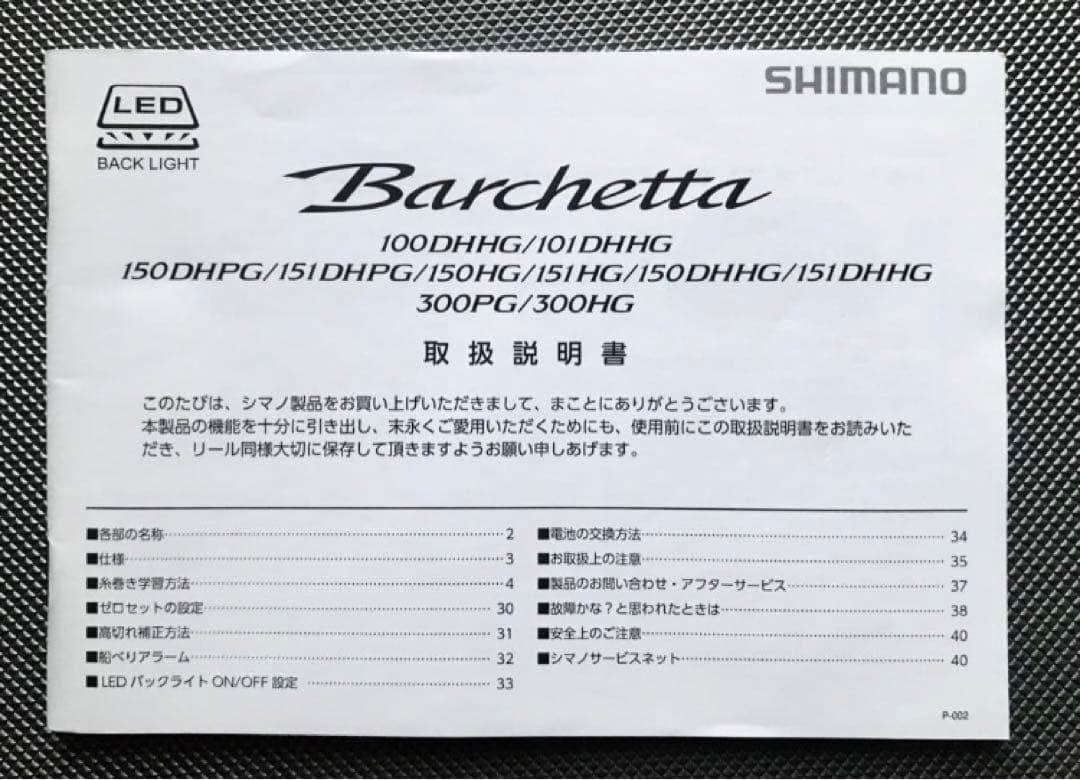 LED
BACK LIGHT
SHIMANO
Barchetta
100DHHG/101DHHG
150DHPG/151DHPG/150HG/151HG/150DHHG/151DHHG
300PG/300HG
取扱説明書
このたびは、シマノ製品をお買い上げいただきまして、まことにありがとうございます。
本製品の機能を十分に引き出し、末永くご愛用いただくためにも、使用前にこの取扱説明書をお読みいた
だき、リール同様大切に保存して頂きますようお願い申しあげます。
■各部の名称 2
■仕様 3
■糸巻き学習方法 4
■ゼロセットの設定 30
■高切れ補正方法 31
■船べりアラーム 32
■LEDバックライトON/OFF設定 33
■電池の交換方法 34
■お取扱上の注意 35
■製品のお問い合わせ・アフターサービス 37
■故障かな?と思われたときは 38
■安全上のご注意 40
■シマノサービスネット 40
P-002